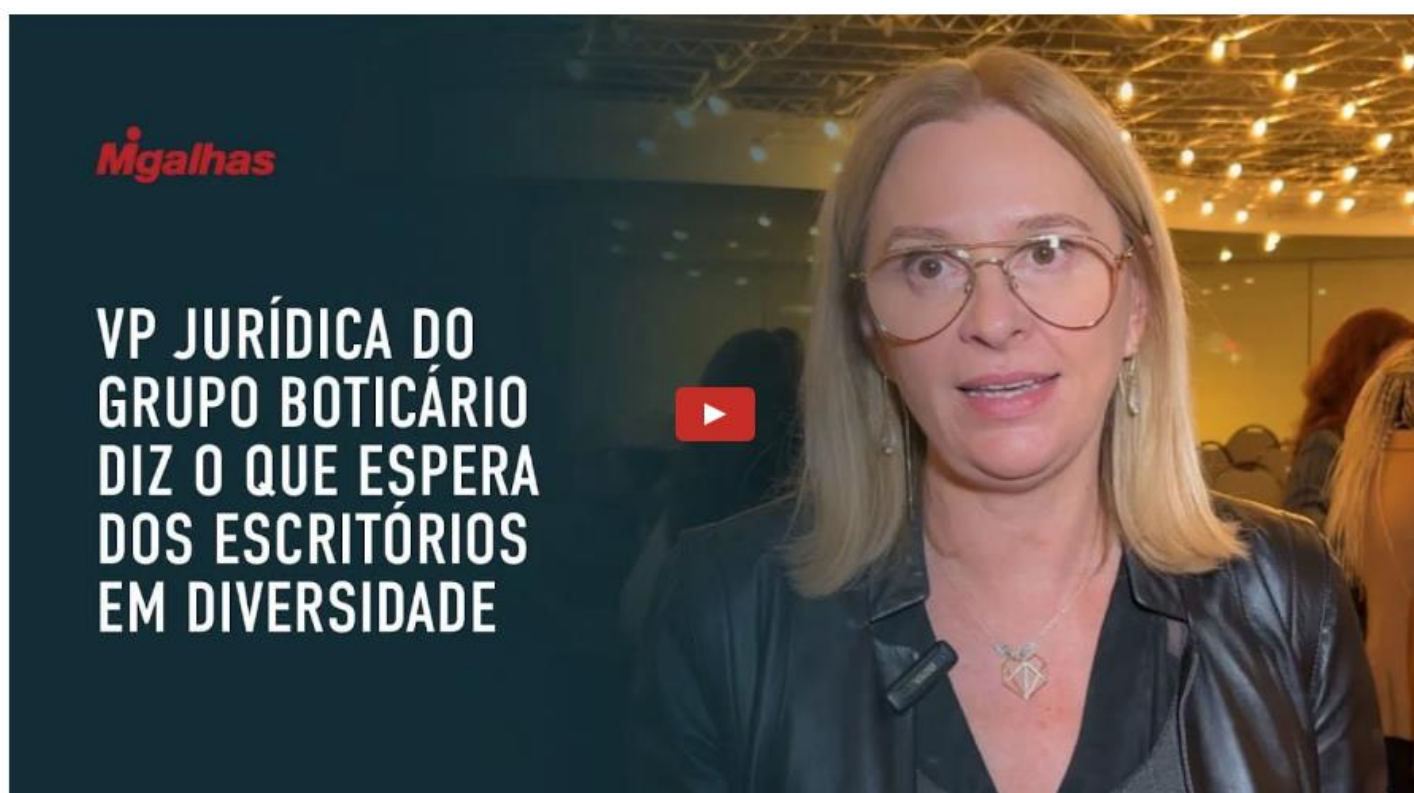 Migalhas
VP JURÍDICA DO
GRUPO BOTICÁRIO
DIZ O QUE ESPERA
DOS ESCRITÓRIOS
EM DIVERSIDADE